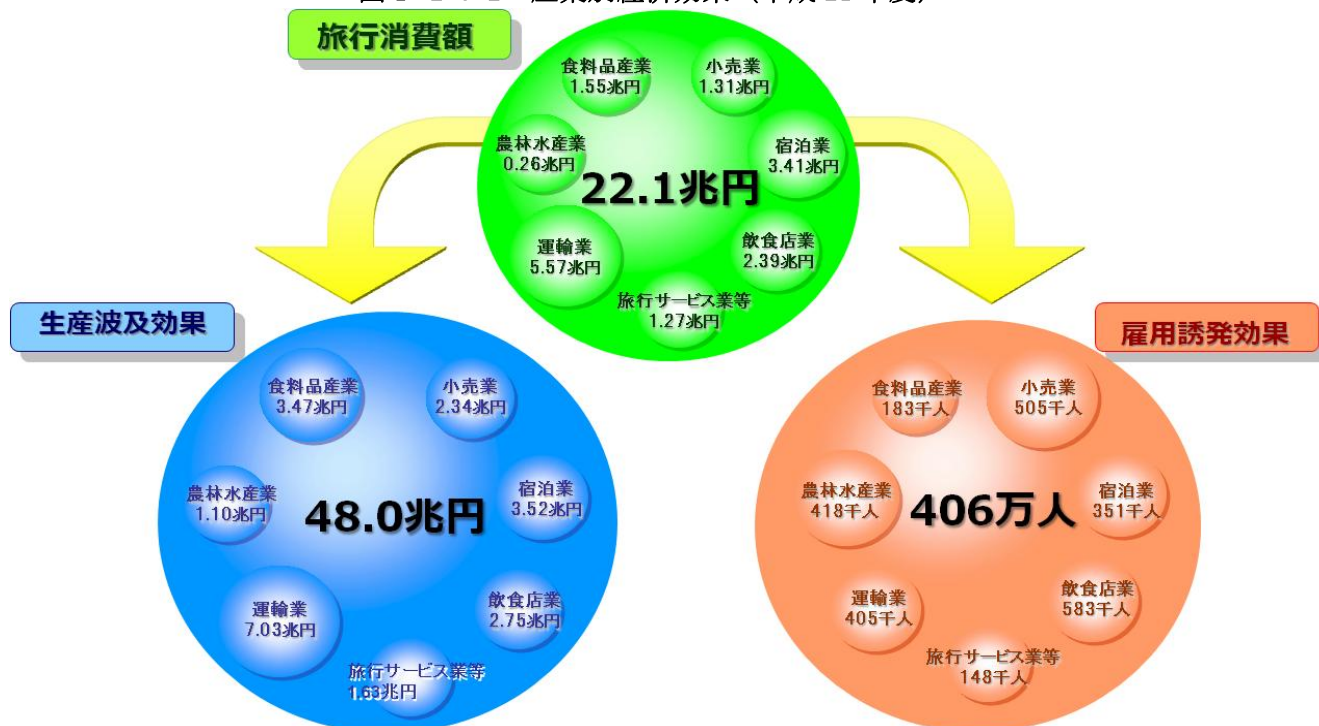 旅行消費額
食料品産業
1.55兆円
小売業
1.31兆円
農林水産業
0.26兆円
宿泊業
3.41兆円
22.1兆円
運輸業
5.57兆円
飲食店業
2.39兆円
旅行サービス業等
1.27兆円
生産波及効果
食料品産業
3.47兆円
小売業
2.34兆円
農林水産業
1.10兆円
宿泊業
3.52兆円
48.0兆円
運輸業
7.03兆円
飲食店業
2.75兆円
旅行サービス業等
1.63兆円
雇用誘発効果
食料品産業
183千人
小売業
505千人
農林水産業
418千人
宿泊業
351千人
406万人
運輸業
405千人
飲食店業
583千人
旅行サービス業等
148千人